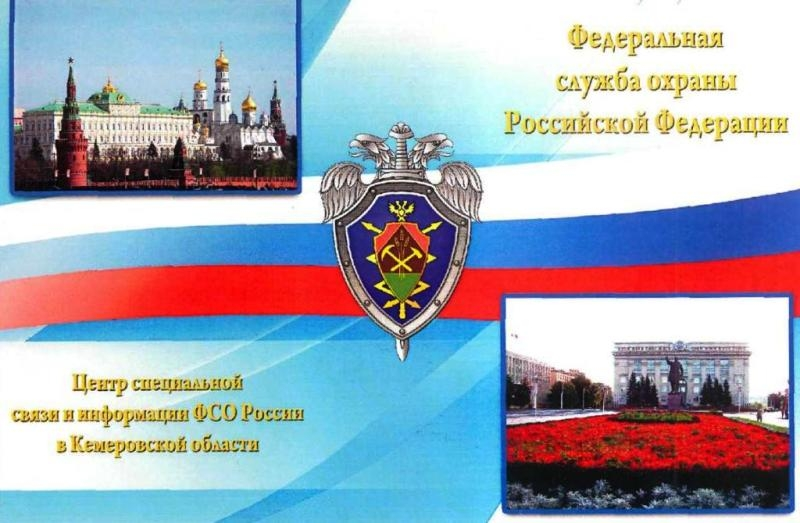 Федеральная
служба охраны
Российской Федерации
Центр специальной
связи и информации ФСО России
в Кемеровской области